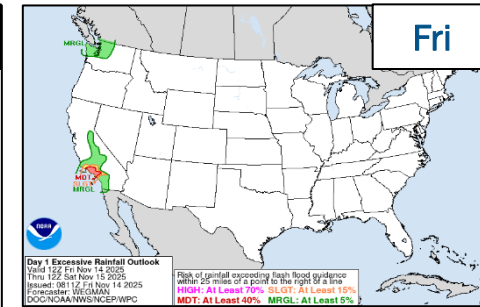 Fri
MRGL
MDT
SLGT
MRGL
NOAA
Day 1 Excessive Rainfall Outlook
Valid 12Z Fri Nov 14 2025
Thru 12Z Sat Nov 15 2025
Issued: 0811Z Fri Nov 14 2025
Forecaster: WEGMAN
DOC/NOAA/NWS/NCEP/WPC
Risk of rainfall exceeding flash flood guidance
within 25 miles of a point to the right of a line
HIGH: At Least 70% SLGT: At Least 15%
MDT: At Least 40% MRGL: At Least 5%